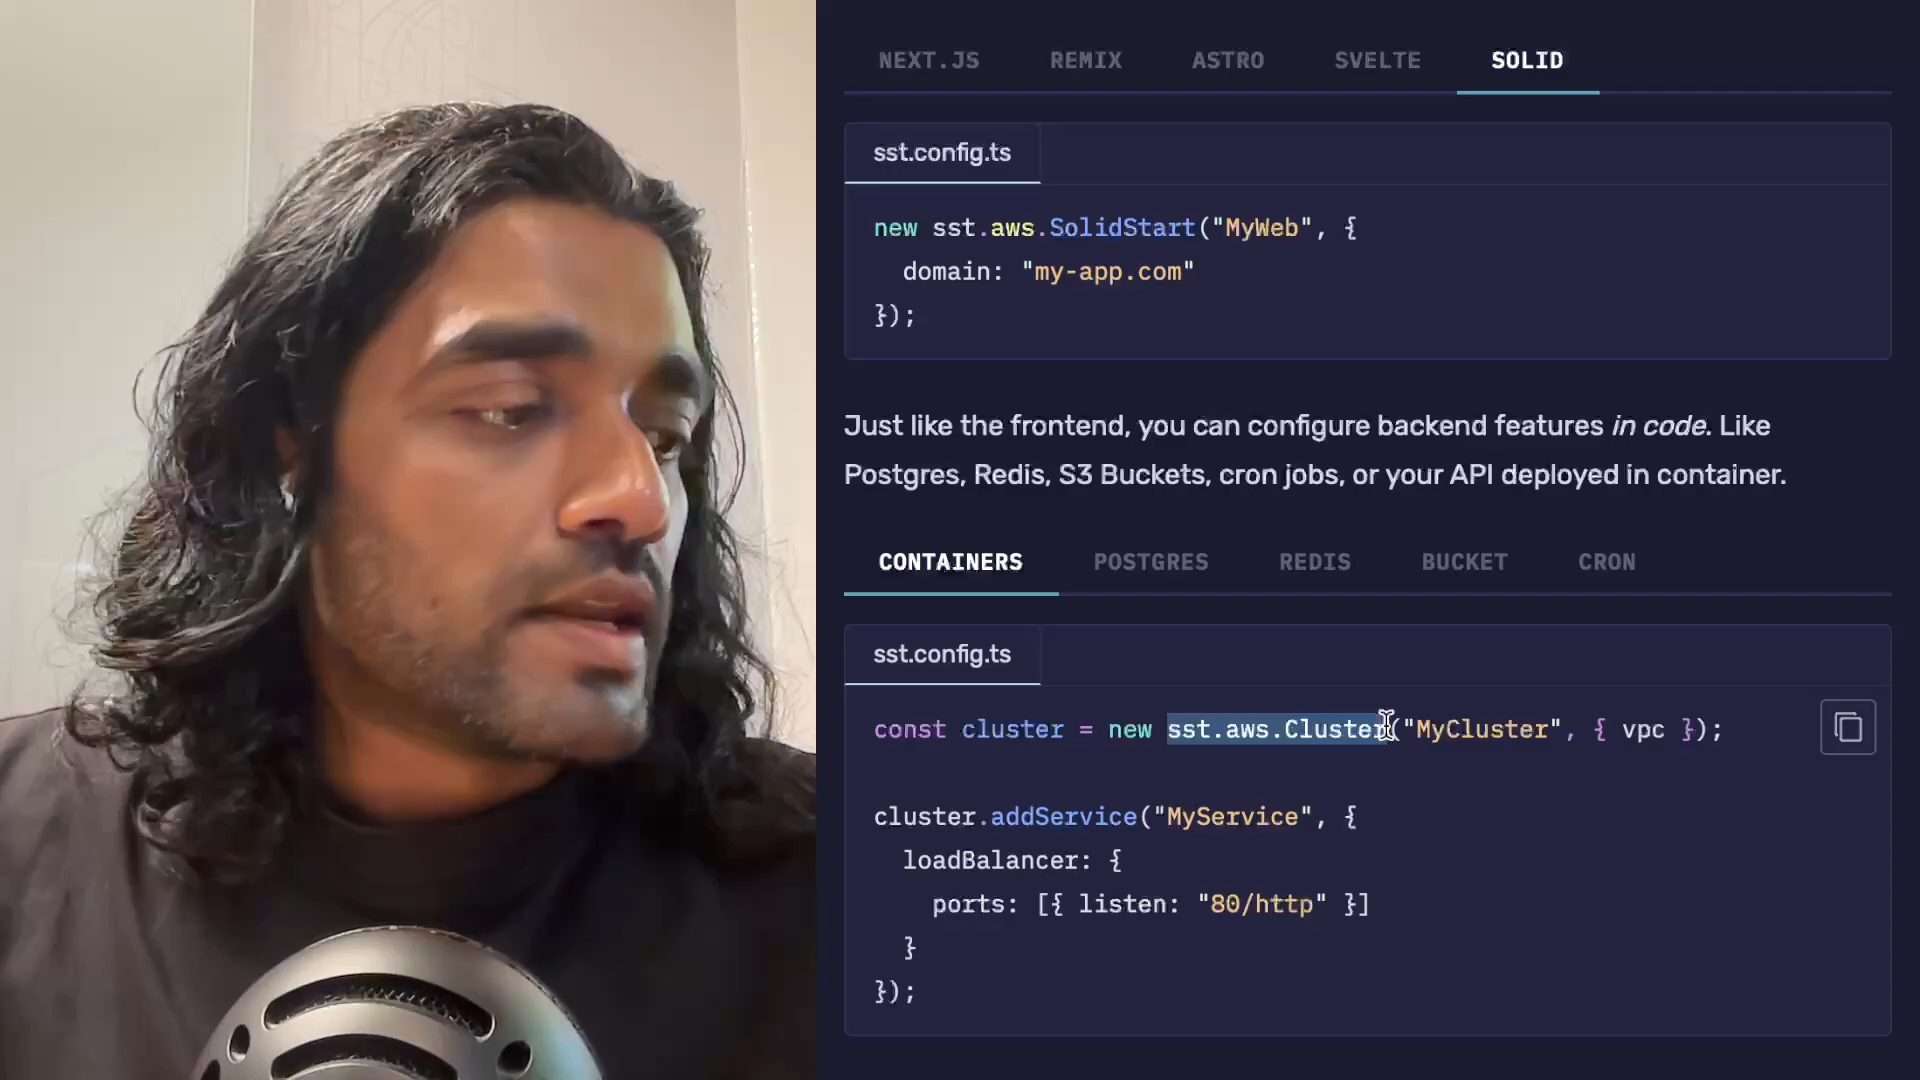 NEXT.JS REMIX ASTRO SVELTE SOLID
sst.config.ts
new sst.aws.SolidStart("MyWeb", {
  domain: "my-app.com"
});
Just like the frontend, you can configure backend features in code. Like
Postgres, Redis, S3 Buckets, cron jobs, or your API deployed in container.
CONTAINERS POSTGRES REDIS BUCKET CRON
sst.config.ts
const cluster = new sst.aws.Cluster("MyCluster", { vpc });
cluster.addService("MyService", {
  loadBalancer: {
    ports: [{ listen: "80/http" }]
  }
});